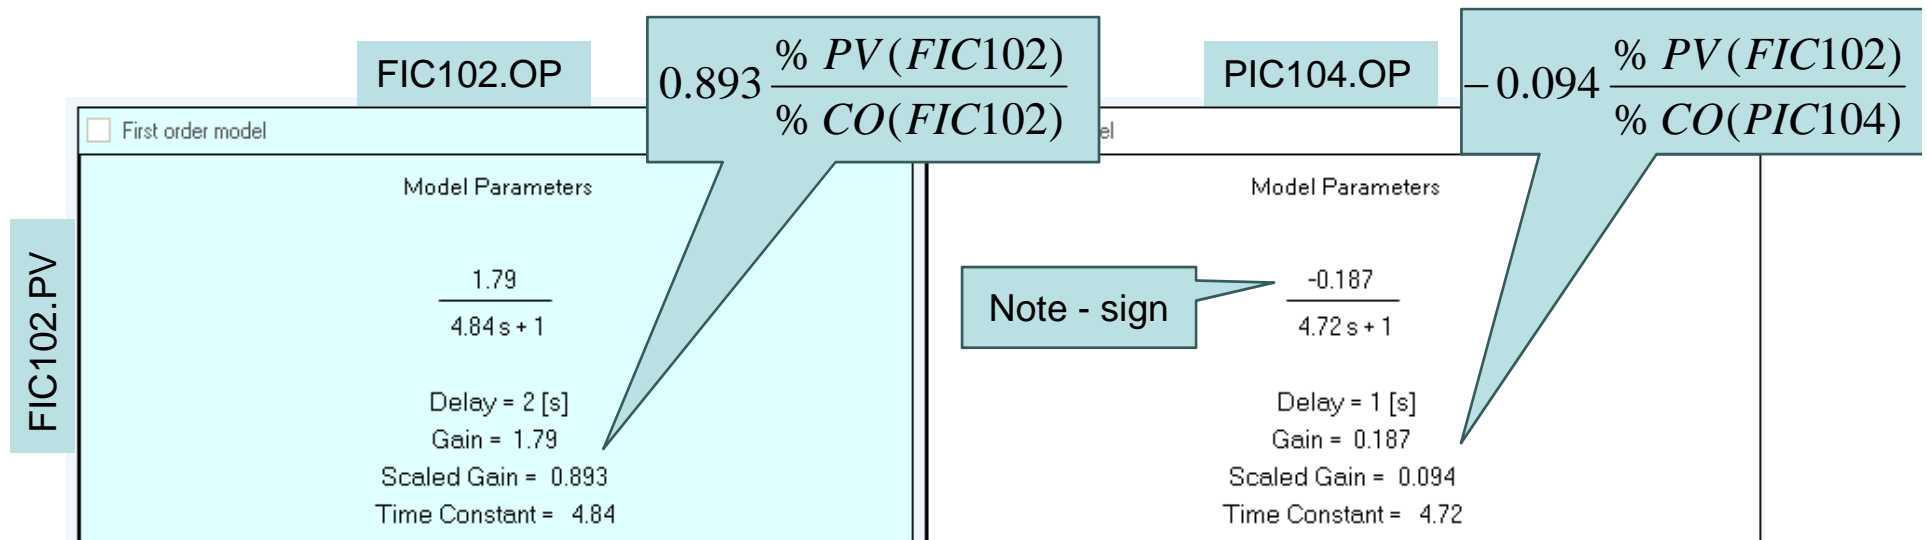 FIC102.OP
0.893 % PV(FIC102)
% CO(FIC102)
PIC104.OP
−0.094 % PV(FIC102)
% CO(PIC104)
FIC102.PV
First order model
Model Parameters
1.79
4.84 s + 1
Delay = 2 [s]
Gain = 1.79
Scaled Gain = 0.893
Time Constant = 4.84
el
Model Parameters
Note - sign
-0.187
4.72 s + 1
Delay = 1 [s]
Gain = 0.187
Scaled Gain = 0.094
Time Constant = 4.72